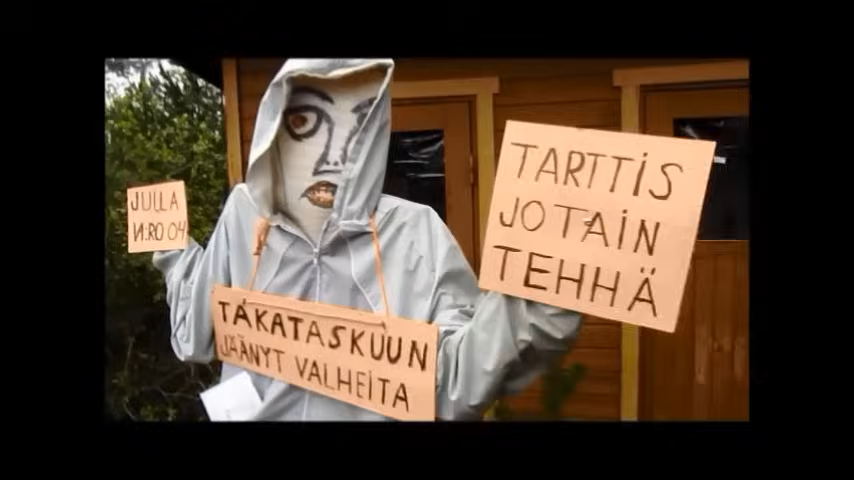 JULLA
N:RO 04
TAKATASKUUN
JÄÄNYT VALHEITA
TARTTiS
JOTAiN
TEHHÄ